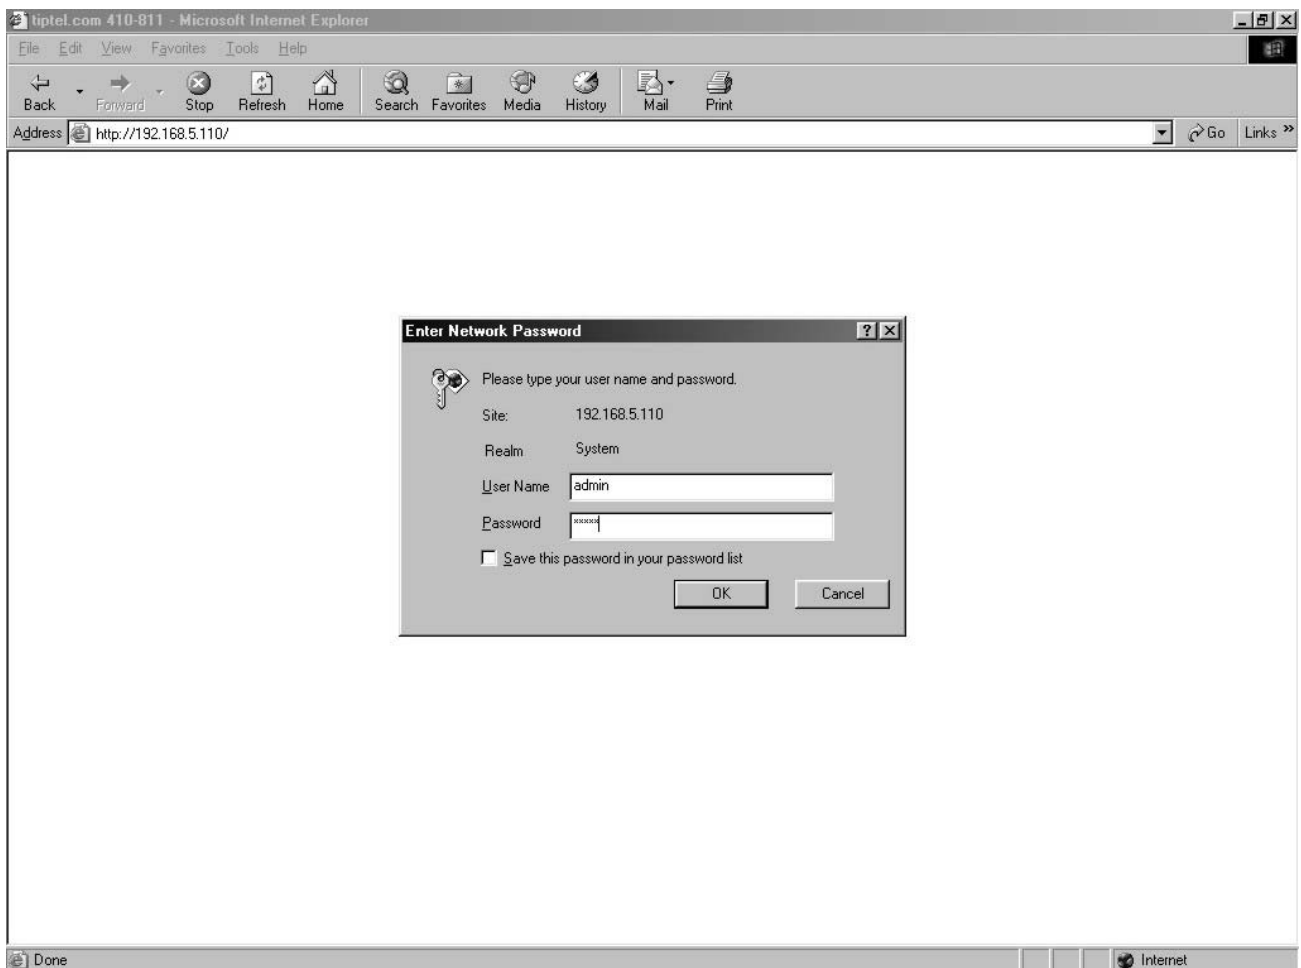 tiptel.com 410-811 - Microsoft Internet Explorer
File Edit View Favorites Tools Help
Back Forward Stop Refresh Home Search Favorites Media History Mail Print
Address http://192.168.5.110/ Go Links »
Enter Network Password
Please type your user name and password.
Site: 192.168.5.110
Realm System
User Name admin
Password xxxxx
Save this password in your password list
OK Cancel
Done Internet